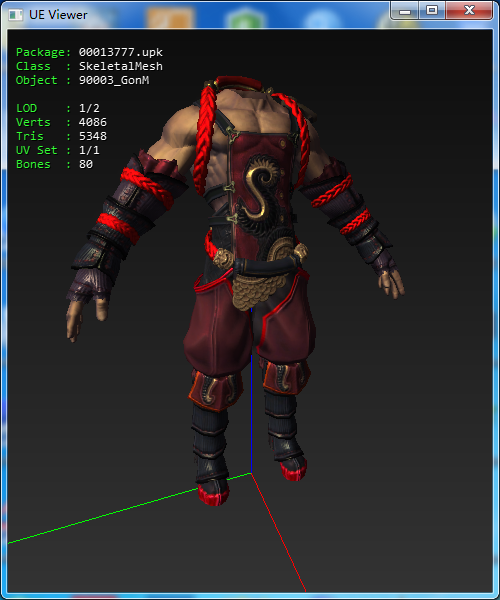 UE Viewer
Package: 00013777.upk
Class : SkeletalMesh
Object : 90003_GonM
LOD : 1/2
Verts : 4086
Tris : 5348
UV Set : 1/1
Bones : 80